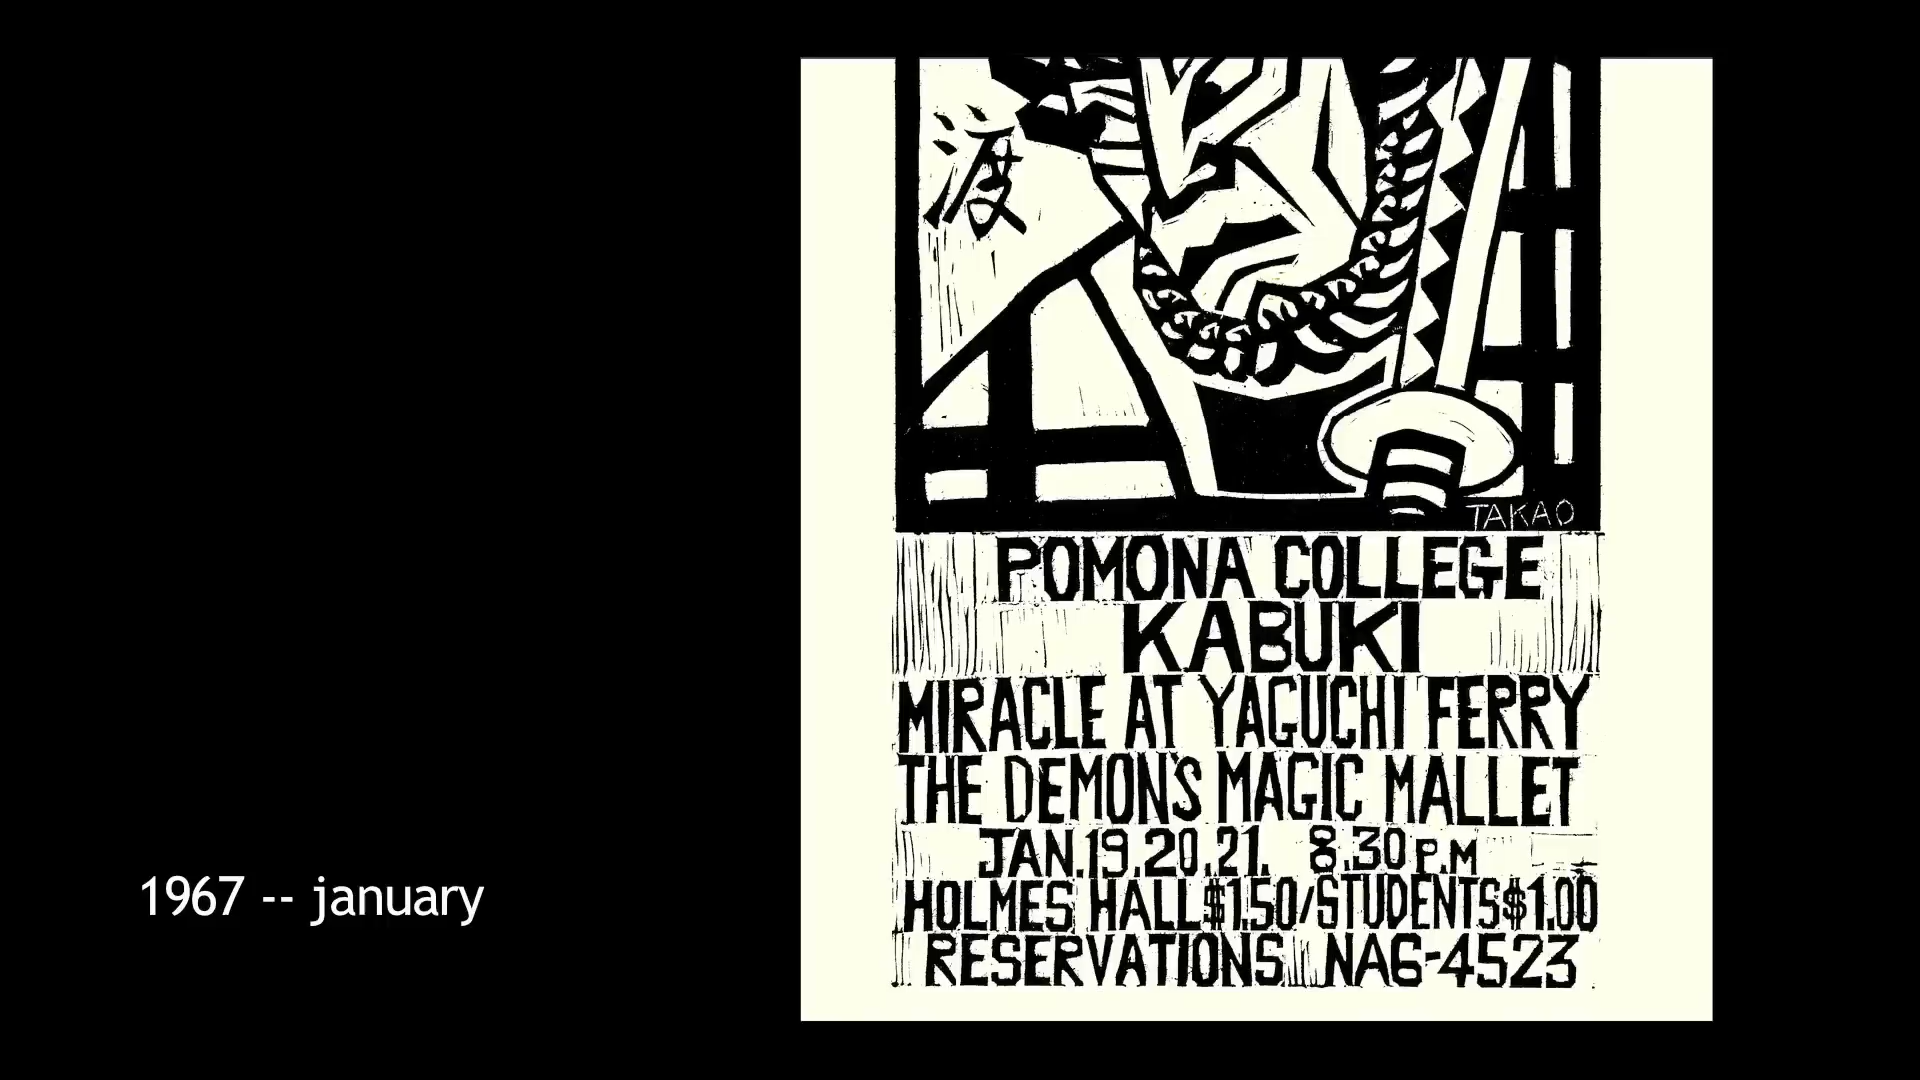 渡
TAKAO
POMONA COLLEGE
KABUKI
MIRACLE AT YAGUCHI FERRY
THE DEMON'S MAGIC MALLET
JAN.19.20.21. 8.30 P.M
HOLMES HALL $1.50/STUDENTS $1.00
RESERVATIONS NA6-4523
1967 -- january